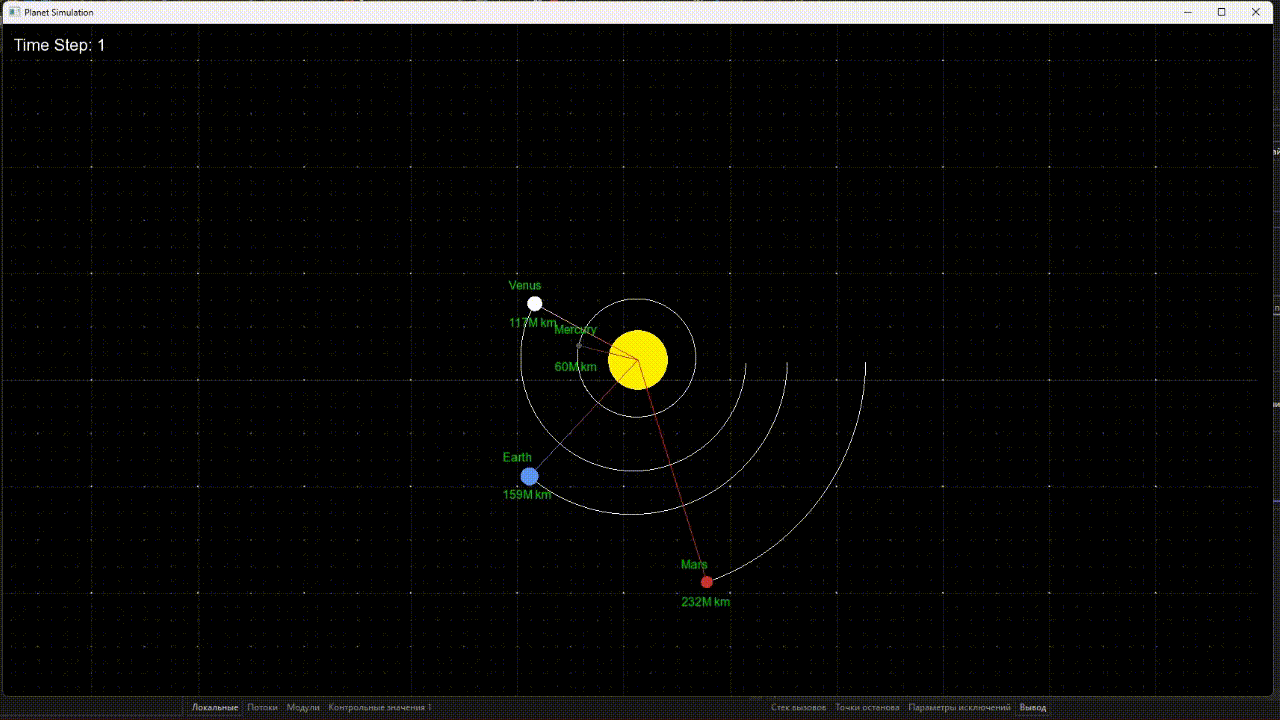 Planet Simulation
Time Step: 1
Venus
117M km
Mercury
60M km
Earth
159M km
Mars
232M km
Локальные Потоки Модули Контрольные значения 1
Стек вызовов Точки останова Параметры исключений Вывод